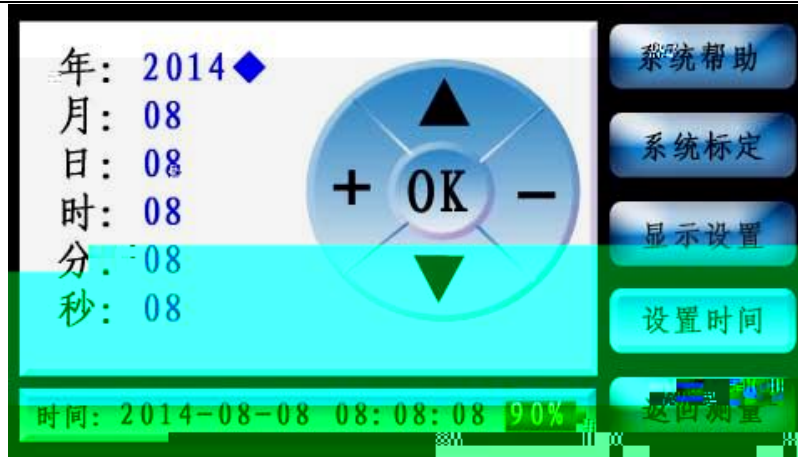 年: 2014◆
月: 08
日: 08
时: 08
分: 08
秒: 08
▲
+ OK −
▼
系统帮助
系统标定
显示设置
设置时间
返回测量
时间: 2014-08-08 08:08:08 90%